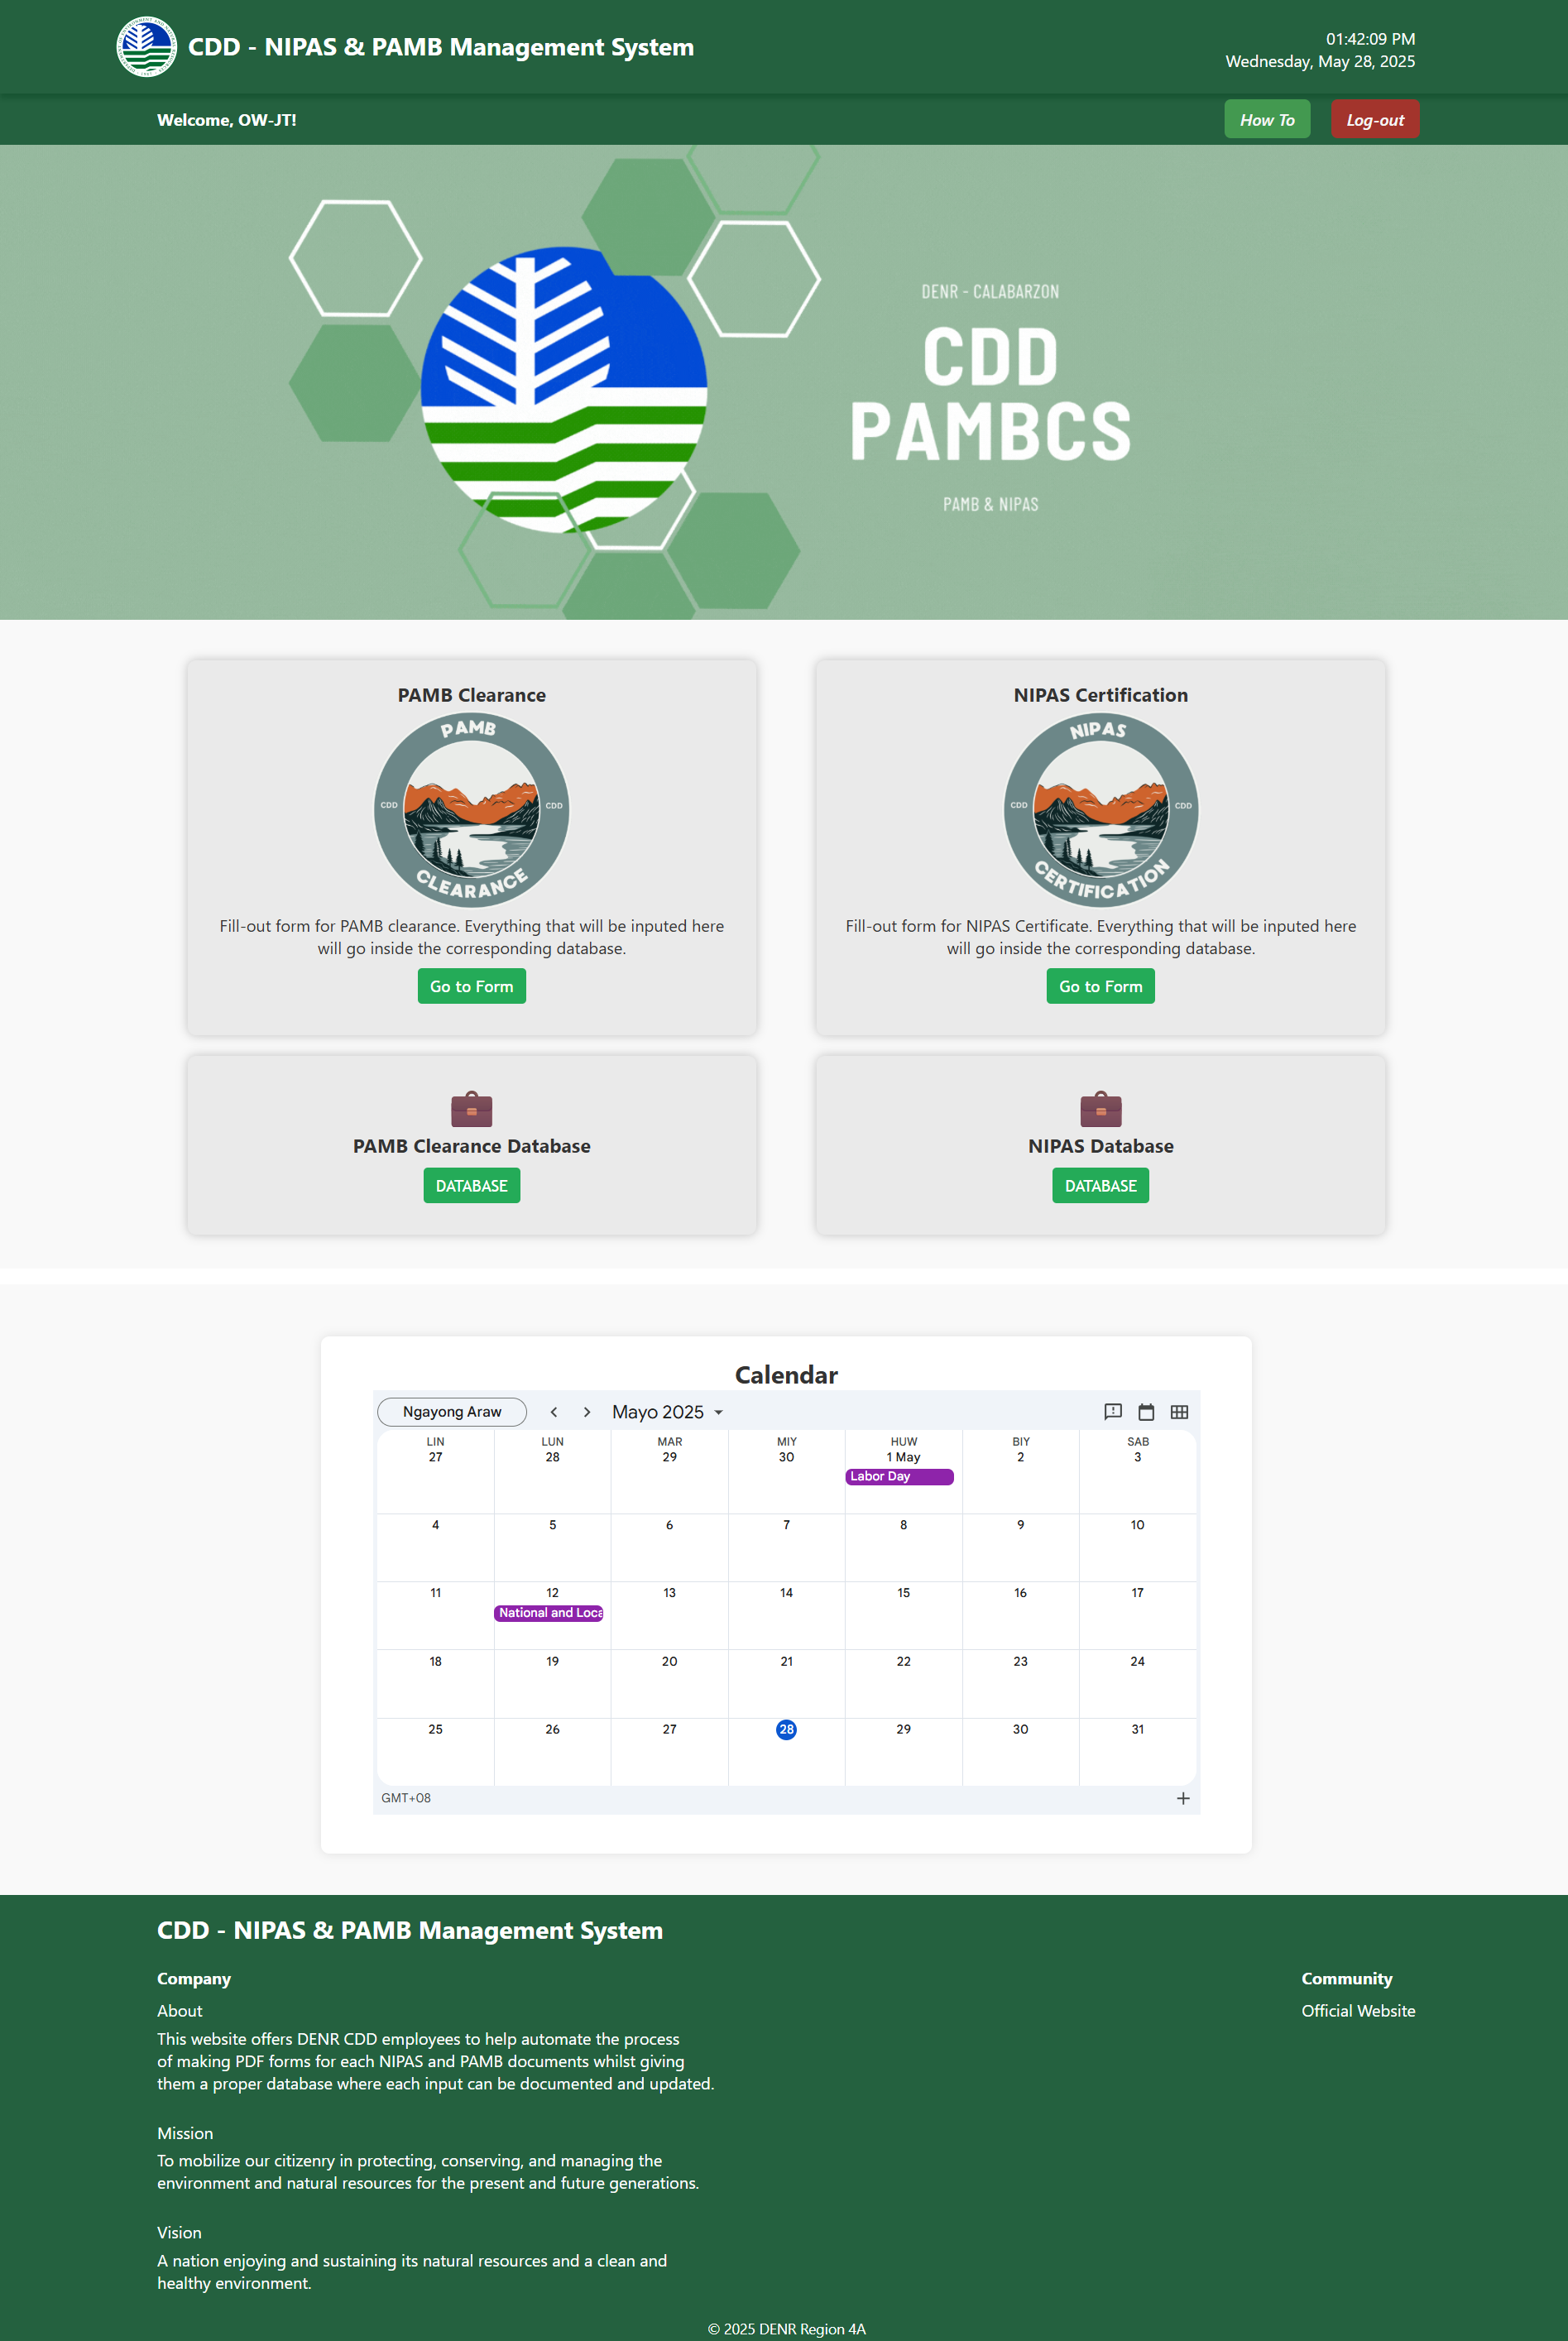 CDD - NIPAS & PAMB Management System
01:42:09 PM
Wednesday, May 28, 2025
Welcome, OW-JT!
How To
Log-out
DENR - CALABARZON
CDD
PAMBCS
PAMB & NIPAS
PAMB Clearance
PAMB
CDD
CDD
CLEARANCE
Fill-out form for PAMB clearance. Everything that will be inputed here
will go inside the corresponding database.
Go to Form
NIPAS Certification
NIPAS
CDD
CDD
CERTIFICATION
Fill-out form for NIPAS Certificate. Everything that will be inputed here
will go inside the corresponding database.
Go to Form
PAMB Clearance Database
DATABASE
NIPAS Database
DATABASE
Calendar
Ngayong Araw
Mayo 2025
LIN LUN MAR MIY HUW BIY SAB
27 28 29 30 1 May 2 3
Labor Day
4 5 6 7 8 9 10
11 12 13 14 15 16 17
National and Loca
18 19 20 21 22 23 24
25 26 27 28 29 30 31
GMT+08
CDD - NIPAS & PAMB Management System
Company
About
This website offers DENR CDD employees to help automate the process
of making PDF forms for each NIPAS and PAMB documents whilst giving
them a proper database where each input can be documented and updated.
Mission
To mobilize our citizenry in protecting, conserving, and managing the
environment and natural resources for the present and future generations.
Vision
A nation enjoying and sustaining its natural resources and a clean and
healthy environment.
Community
Official Website
© 2025 DENR Region 4A